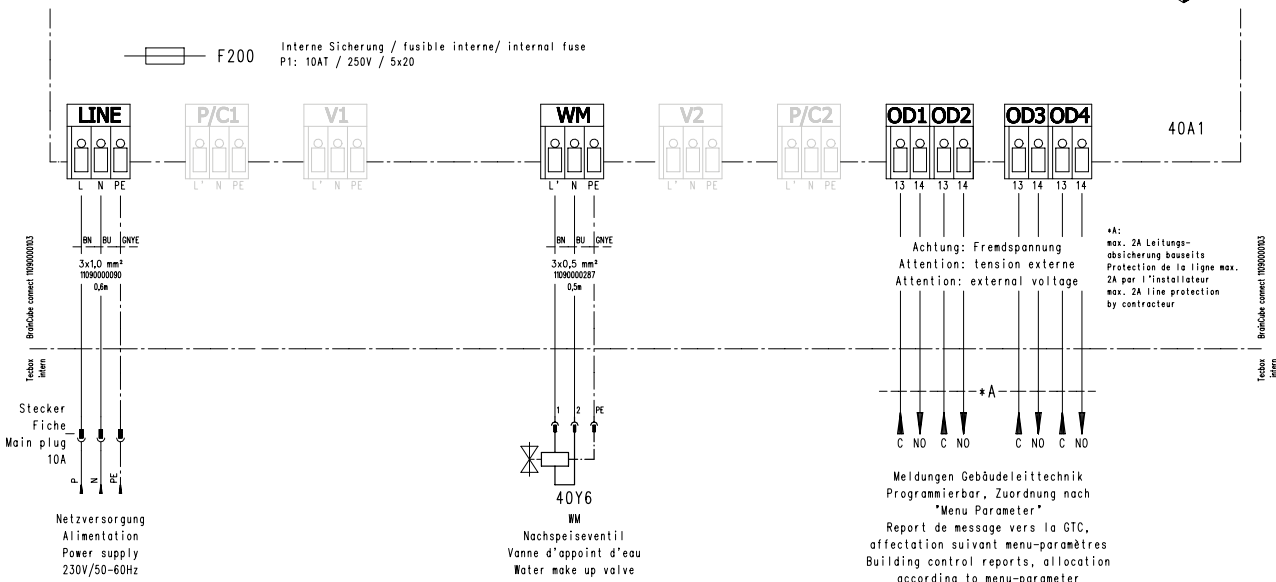 F200
Interne Sicherung / fusible interne/ internal fuse
P1: 10AT / 250V / 5x20
LINE
P/C1
V1
WM
V2
P/C2
OD1 OD2
OD3 OD4
40A1
L N PE
L' N PE
L' N PE
L' N PE
L' N PE
L' N PE
13 14 13 14
13 14 13 14
BN BU GNYE
3x1,0 mm²
11090000090
0,6m
BN BU GNYE
3x0,5 mm²
11090000287
0,5m
Achtung: Fremdspannung
Attention: tension externe
Attention: external voltage
*A:
max. 2A Leitungs-
absicherung bauseits
Protection de la ligne max.
2A par l'installateur
max. 2A line protection
by contracteur
BrainCube connect 11090000103
BrainCube connect 11090000103
Tecbox
intern
Tecbox
intern
Stecker
Fiche
Main plug
10A
P N PE
Netzversorgung
Alimentation
Power supply
230V/50-60Hz
1 2 PE
40Y6
WM
Nachspeiseventil
Vanne d'appoint d'eau
Water make up valve
*A
C NO C NO
C NO C NO
Meldungen Gebäudeleittechnik
Programmierbar, Zuordnung nach
"Menu Parameter"
Report de message vers la GTC,
affectation suivant menu-paramètres
Building control reports, allocation
according to menu-parameter